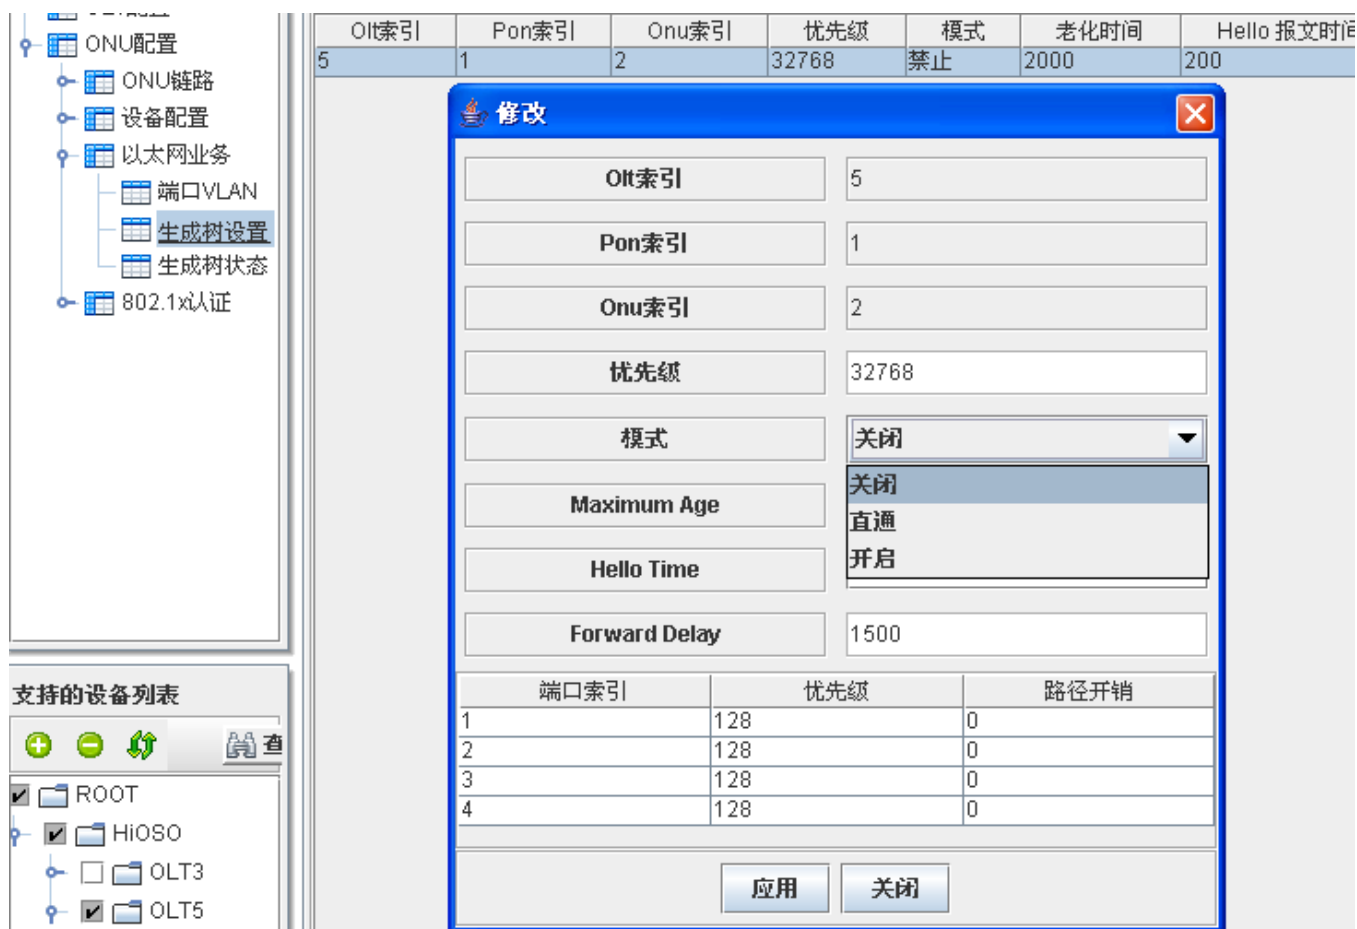 ONU配置
ONU链路
设备配置
以太网业务
端口VLAN
生成树设置
生成树状态
802.1x认证
支持的设备列表
查
ROOT
HiOSO
OLT3
OLT5
Olt索引 Pon索引 Onu索引 优先级 模式 老化时间 Hello 报文时间
5 1 2 32768 禁止 2000 200
修改
Olt索引 5
Pon索引 1
Onu索引 2
优先级 32768
模式 关闭
关闭
直通
开启
Maximum Age
Hello Time
Forward Delay 1500
端口索引 优先级 路径开销
1 128 0
2 128 0
3 128 0
4 128 0
应用 关闭